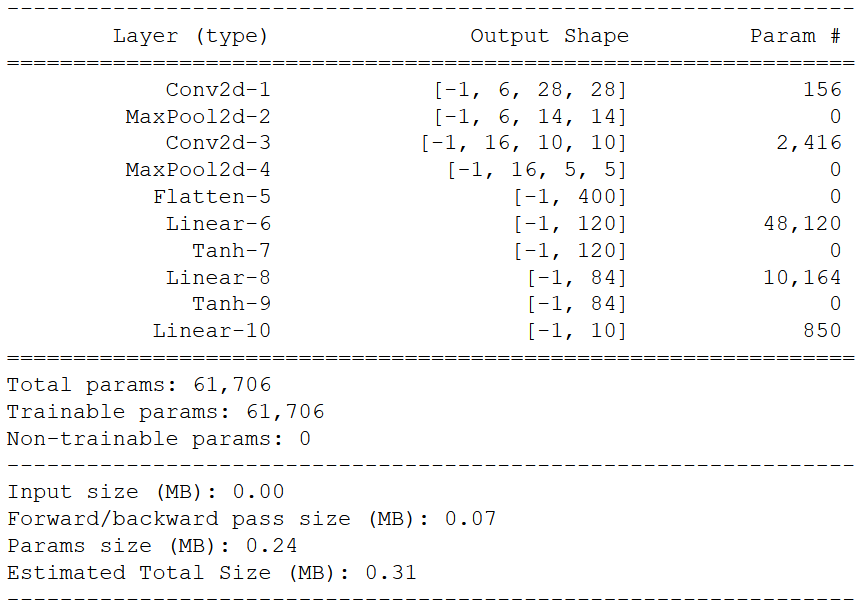 ----------------------------------------------------------------
        Layer (type)               Output Shape         Param #
================================================================
            Conv2d-1            [-1, 6, 28, 28]             156
         MaxPool2d-2            [-1, 6, 14, 14]               0
            Conv2d-3           [-1, 16, 10, 10]           2,416
         MaxPool2d-4             [-1, 16, 5, 5]               0
           Flatten-5                  [-1, 400]               0
            Linear-6                  [-1, 120]          48,120
              Tanh-7                  [-1, 120]               0
            Linear-8                   [-1, 84]          10,164
              Tanh-9                   [-1, 84]               0
           Linear-10                   [-1, 10]             850
================================================================
Total params: 61,706
Trainable params: 61,706
Non-trainable params: 0
----------------------------------------------------------------
Input size (MB): 0.00
Forward/backward pass size (MB): 0.07
Params size (MB): 0.24
Estimated Total Size (MB): 0.31
----------------------------------------------------------------